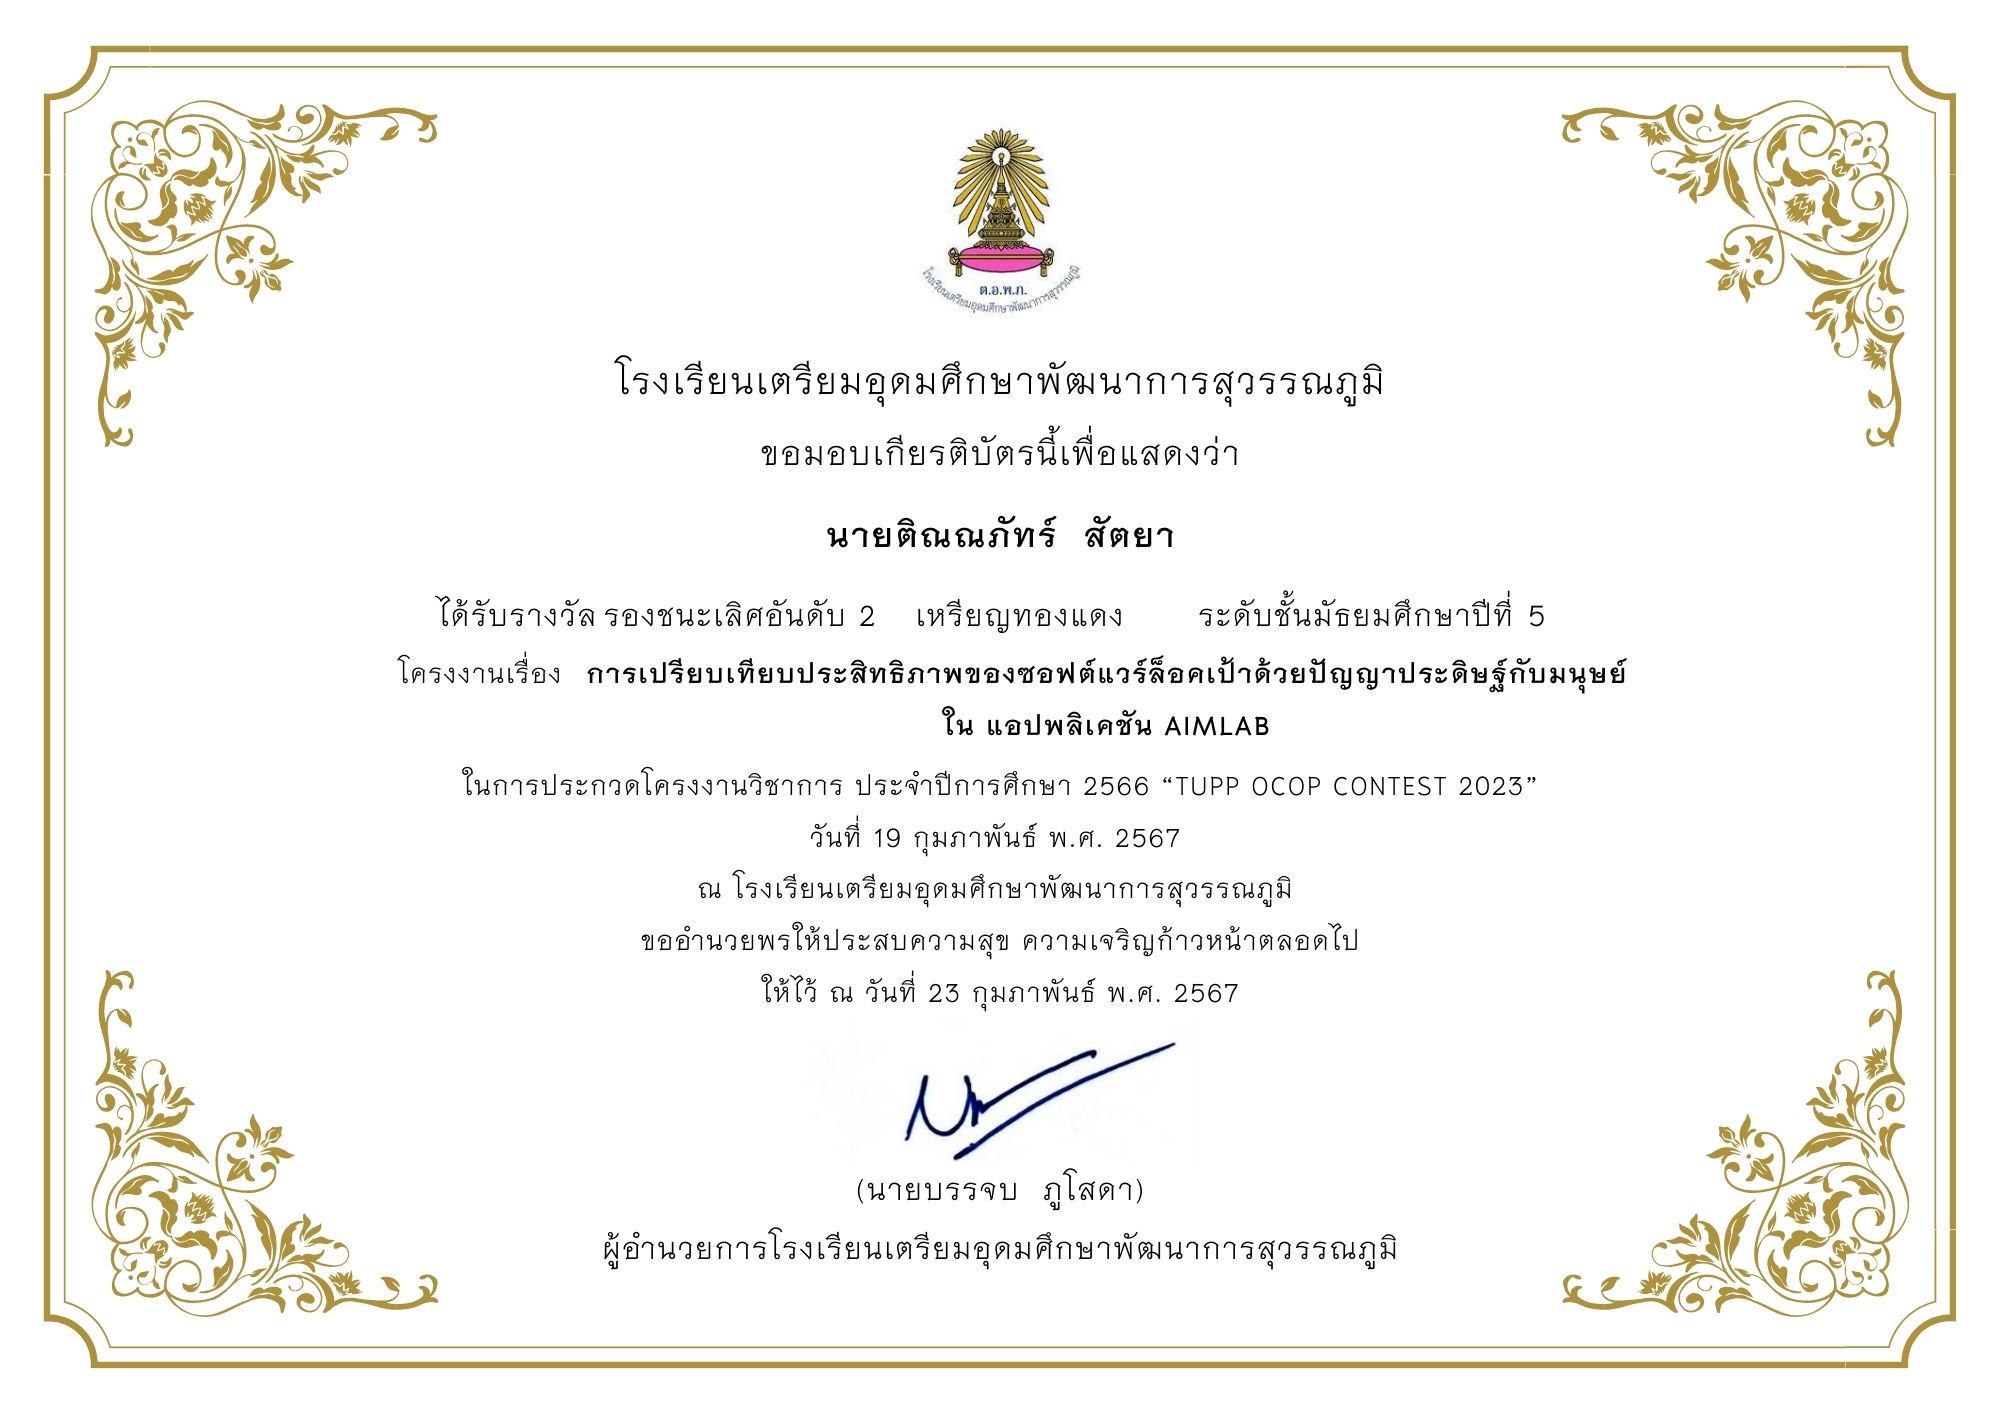 ต.อ.พ.ภ.
โรงเรียนเตรียมอุดมศึกษาพัฒนาการสุวรรณภูมิ
โรงเรียนเตรียมอุดมศึกษาพัฒนาการสุวรรณภูมิ
ขอมอบเกียรติบัตรนี้เพื่อแสดงว่า
นายติณณภัทร์ สัตยา
ได้รับรางวัล รองชนะเลิศอันดับ 2 เหรียญทองแดง ระดับชั้นมัธยมศึกษาปีที่ 5
โครงงานเรื่อง การเปรียบเทียบประสิทธิภาพของซอฟต์แวร์ล็อคเป้าด้วยปัญญาประดิษฐ์กับมนุษย์
ใน แอปพลิเคชัน AIMLAB
ในการประกวดโครงงานวิชาการ ประจำปีการศึกษา 2566 “TUPP OCOP CONTEST 2023”
วันที่ 19 กุมภาพันธ์ พ.ศ. 2567
ณ โรงเรียนเตรียมอุดมศึกษาพัฒนาการสุวรรณภูมิ
ขออำนวยพรให้ประสบความสุข ความเจริญก้าวหน้าตลอดไป
ให้ไว้ ณ วันที่ 23 กุมภาพันธ์ พ.ศ. 2567
(นายบรรจบ ภูโสดา)
ผู้อำนวยการโรงเรียนเตรียมอุดมศึกษาพัฒนาการสุวรรณภูมิ